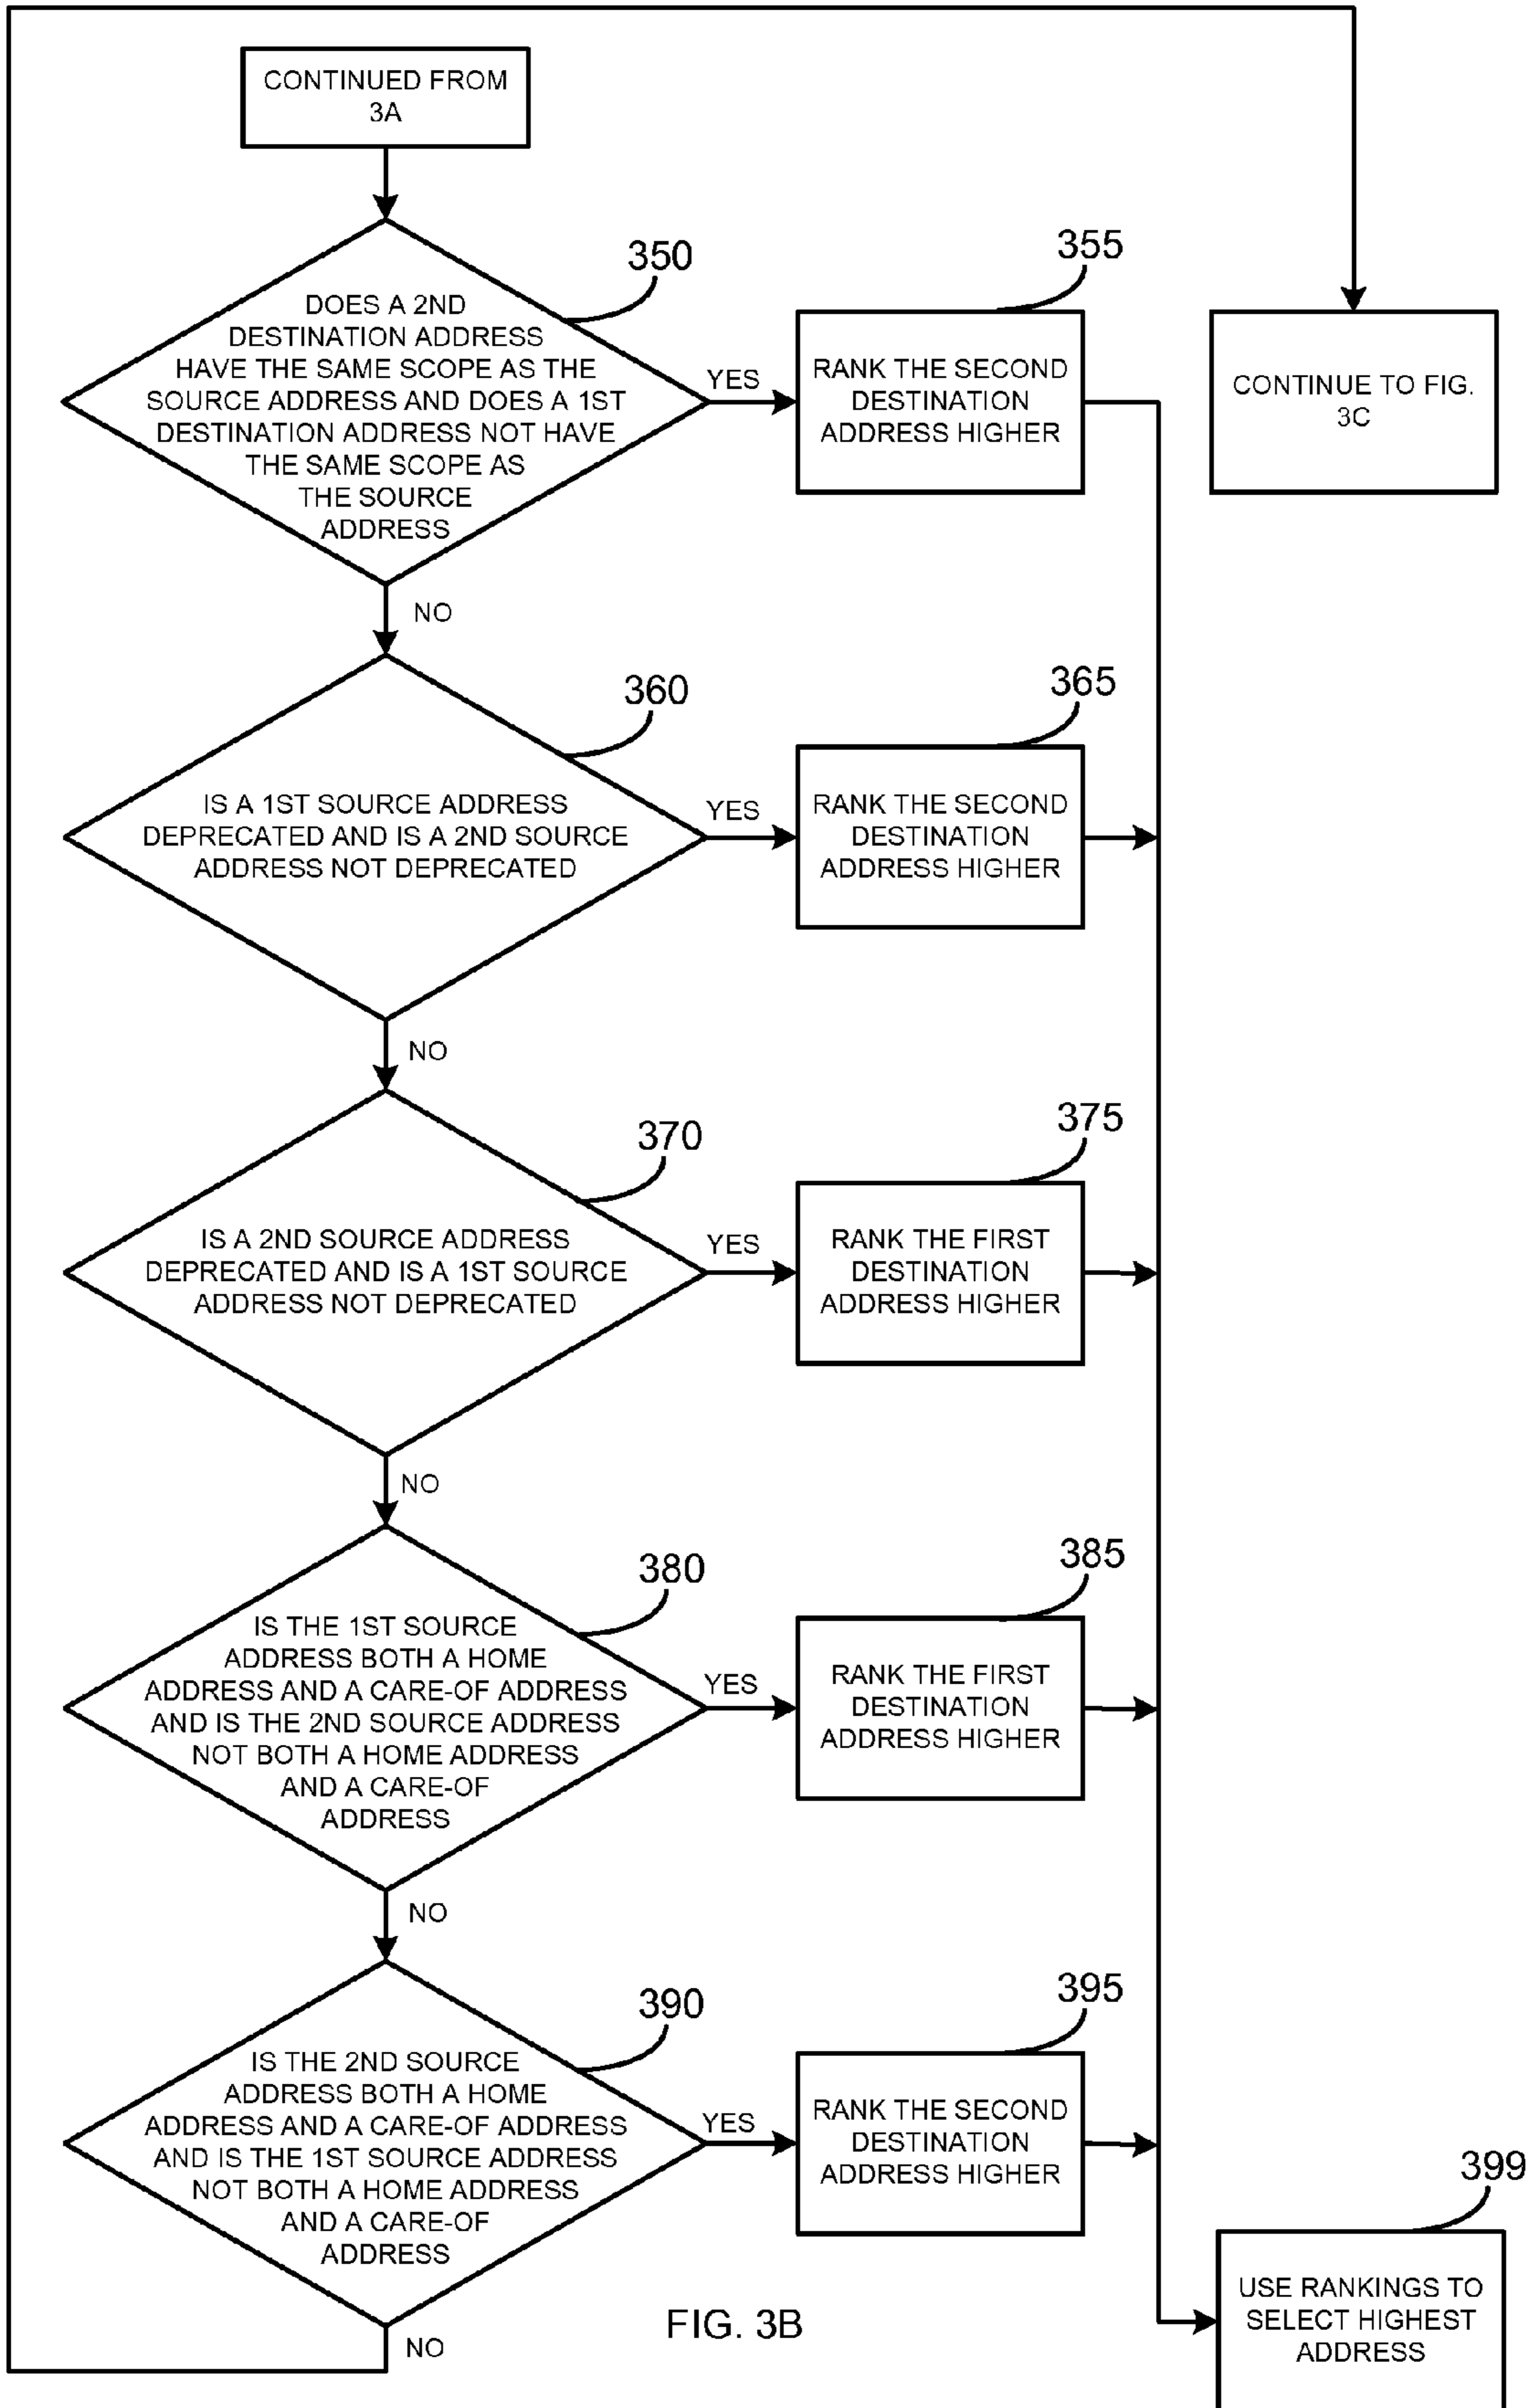 CONTINUED FROM
3A
350
DOES A 2ND
DESTINATION ADDRESS
HAVE THE SAME SCOPE AS THE
SOURCE ADDRESS AND DOES A 1ST
DESTINATION ADDRESS NOT HAVE
THE SAME SCOPE AS
THE SOURCE
ADDRESS
YES
355
RANK THE SECOND
DESTINATION
ADDRESS HIGHER
CONTINUE TO FIG.
3C
NO
360
IS A 1ST SOURCE ADDRESS
DEPRECATED AND IS A 2ND SOURCE
ADDRESS NOT DEPRECATED
YES
365
RANK THE SECOND
DESTINATION
ADDRESS HIGHER
NO
370
IS A 2ND SOURCE ADDRESS
DEPRECATED AND IS A 1ST SOURCE
ADDRESS NOT DEPRECATED
YES
375
RANK THE FIRST
DESTINATION
ADDRESS HIGHER
NO
380
IS THE 1ST SOURCE
ADDRESS BOTH A HOME
ADDRESS AND A CARE-OF ADDRESS
AND IS THE 2ND SOURCE ADDRESS
NOT BOTH A HOME ADDRESS
AND A CARE-OF
ADDRESS
YES
385
RANK THE FIRST
DESTINATION
ADDRESS HIGHER
NO
390
IS THE 2ND SOURCE
ADDRESS BOTH A HOME
ADDRESS AND A CARE-OF ADDRESS
AND IS THE 1ST SOURCE ADDRESS
NOT BOTH A HOME ADDRESS
AND A CARE-OF
ADDRESS
YES
395
RANK THE SECOND
DESTINATION
ADDRESS HIGHER
NO
399
USE RANKINGS TO
SELECT HIGHEST
ADDRESS
FIG. 3B